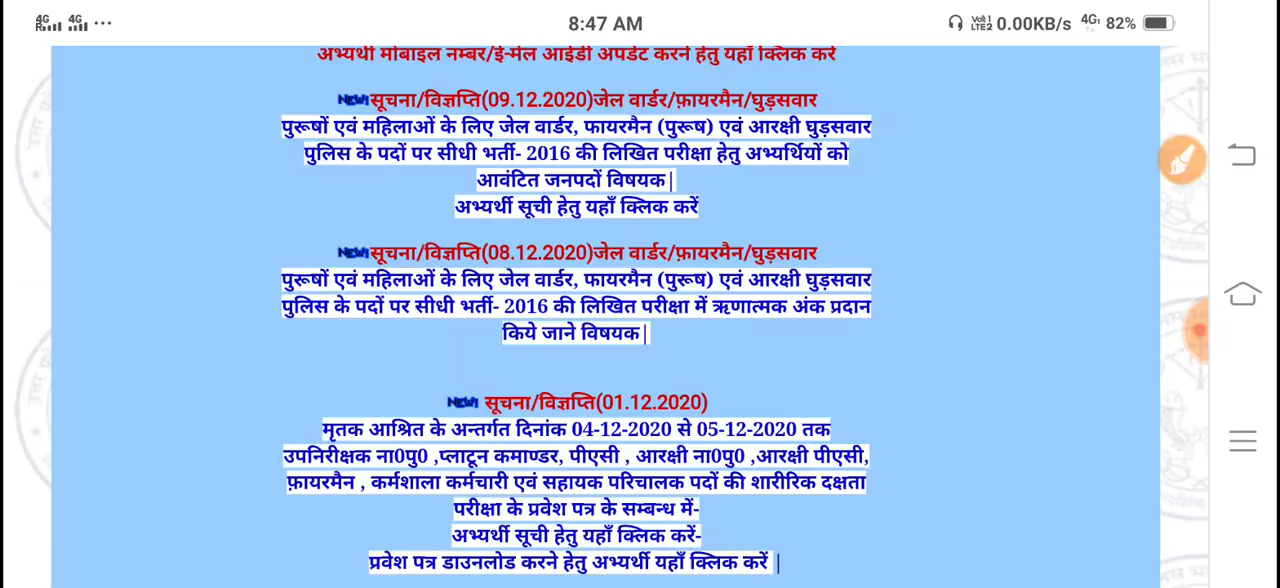 4G R 4G ... 8:47 AM VoU 1 LTE2 0.00KB/s 4G 82%
अभ्यर्थी मोबाइल नम्बर/ई-मेल आईडी अपडेट करने हेतु यहाँ क्लिक करें
NEW! सूचना/विज्ञप्ति(09.12.2020)जेल वार्डर/फ़ायरमैन/घुड़सवार
पुरूषों एवं महिलाओं के लिए जेल वार्डर, फायरमैन (पुरूष) एवं आरक्षी घुड़सवार
पुलिस के पदों पर सीधी भर्ती- 2016 की लिखित परीक्षा हेतु अभ्यर्थियों को
आवंटित जनपदों विषयक|
अभ्यर्थी सूची हेतु यहाँ क्लिक करें
NEW! सूचना/विज्ञप्ति(08.12.2020)जेल वार्डर/फ़ायरमैन/घुड़सवार
पुरूषों एवं महिलाओं के लिए जेल वार्डर, फायरमैन (पुरूष) एवं आरक्षी घुड़सवार
पुलिस के पदों पर सीधी भर्ती- 2016 की लिखित परीक्षा में ऋणात्मक अंक प्रदान
किये जाने विषयक|
NEW! सूचना/विज्ञप्ति(01.12.2020)
मृतक आश्रित के अन्तर्गत दिनांक 04-12-2020 से 05-12-2020 तक
उपनिरीक्षक ना0पु0 ,प्लाटून कमाण्डर, पीएसी , आरक्षी ना0पु0 ,आरक्षी पीएसी,
फ़ायरमैन , कर्मशाला कर्मचारी एवं सहायक परिचालक पदों की शारीरिक दक्षता
परीक्षा के प्रवेश पत्र के सम्बन्ध में-
अभ्यर्थी सूची हेतु यहाँ क्लिक करें-
प्रवेश पत्र डाउनलोड करने हेतु अभ्यर्थी यहाँ क्लिक करें |